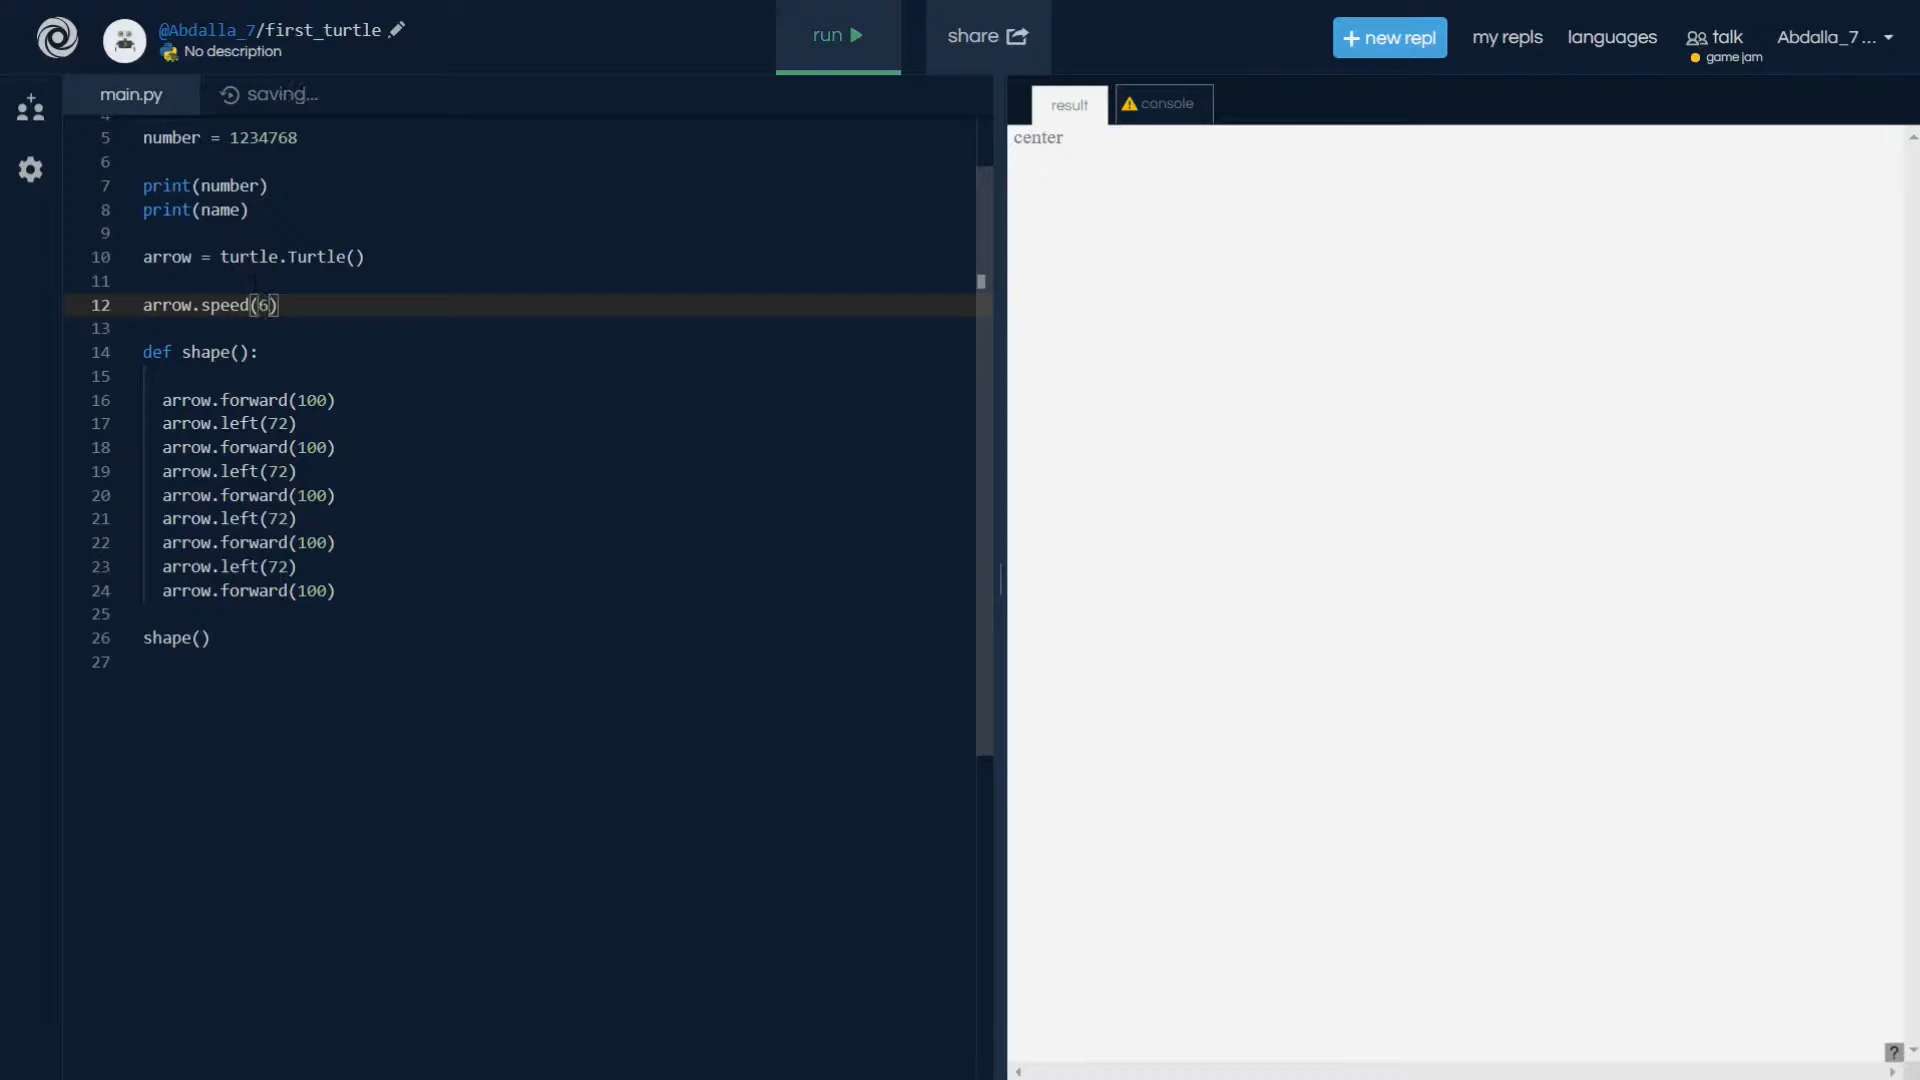 @Abdalla_7/first_turtle
No description
run
share
+ new repl
my repls
languages
talk
game jam
Abdalla_7...
main.py
saving...
result
console
4
5 number = 1234768
6
7 print(number)
8 print(name)
9
10 arrow = turtle.Turtle()
11
12 arrow.speed(6)
13
14 def shape():
15
16 arrow.forward(100)
17 arrow.left(72)
18 arrow.forward(100)
19 arrow.left(72)
20 arrow.forward(100)
21 arrow.left(72)
22 arrow.forward(100)
23 arrow.left(72)
24 arrow.forward(100)
25
26 shape()
27
center
?